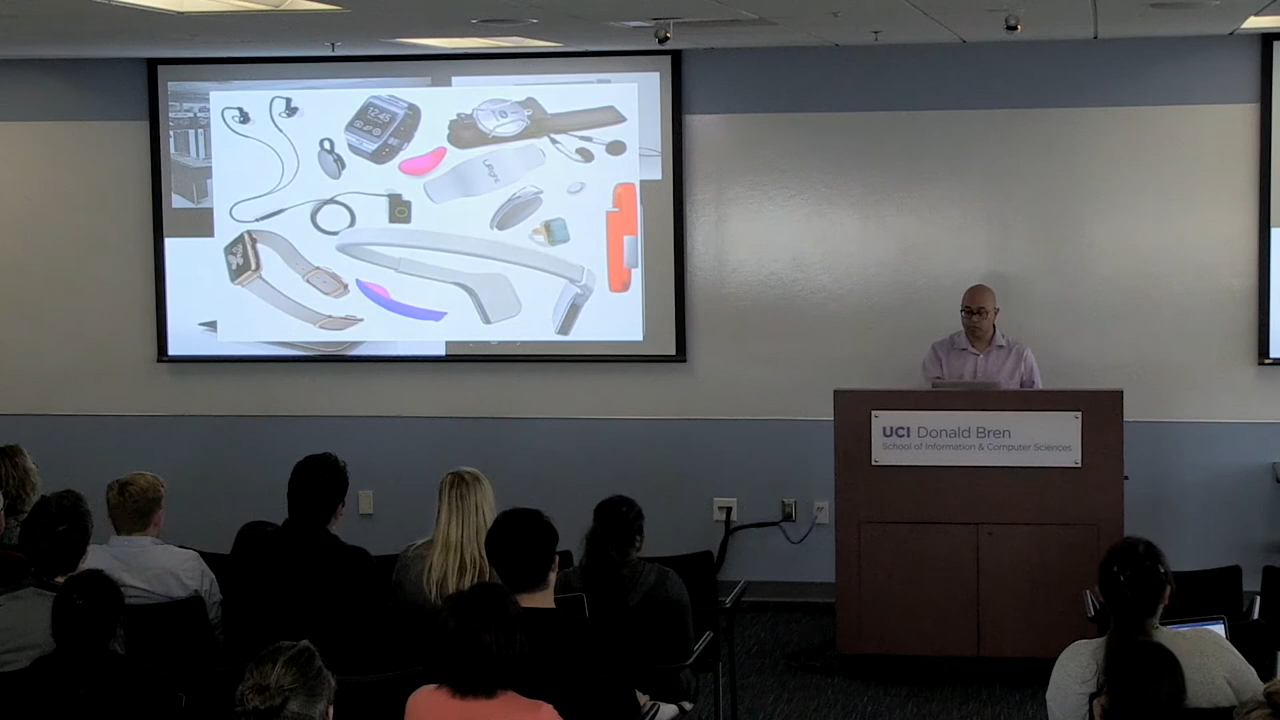 12:45
UCI Donald Bren
School of Information & Computer Sciences